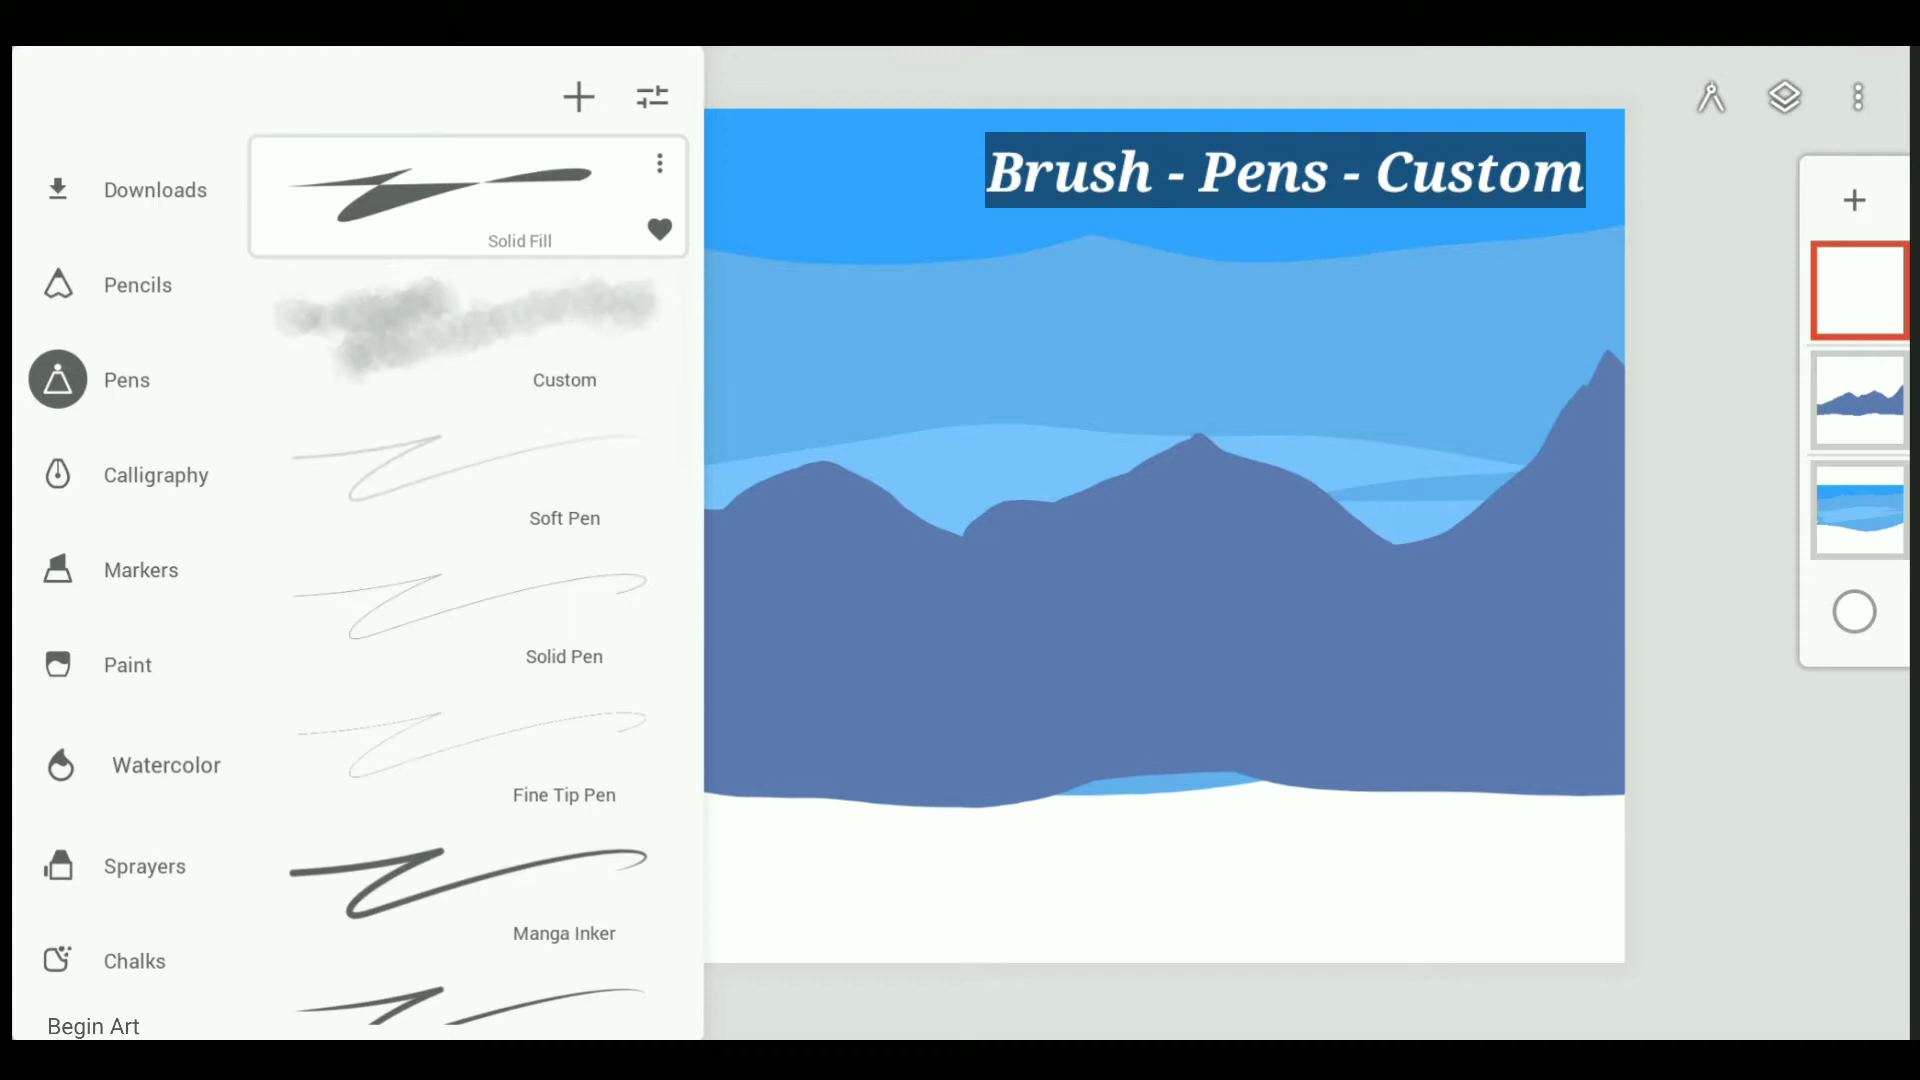 Brush - Pens - Custom
Downloads
Pencils
Pens
Calligraphy
Markers
Paint
Watercolor
Sprayers
Chalks
Begin Art
Solid Fill
Custom
Soft Pen
Solid Pen
Fine Tip Pen
Manga Inker